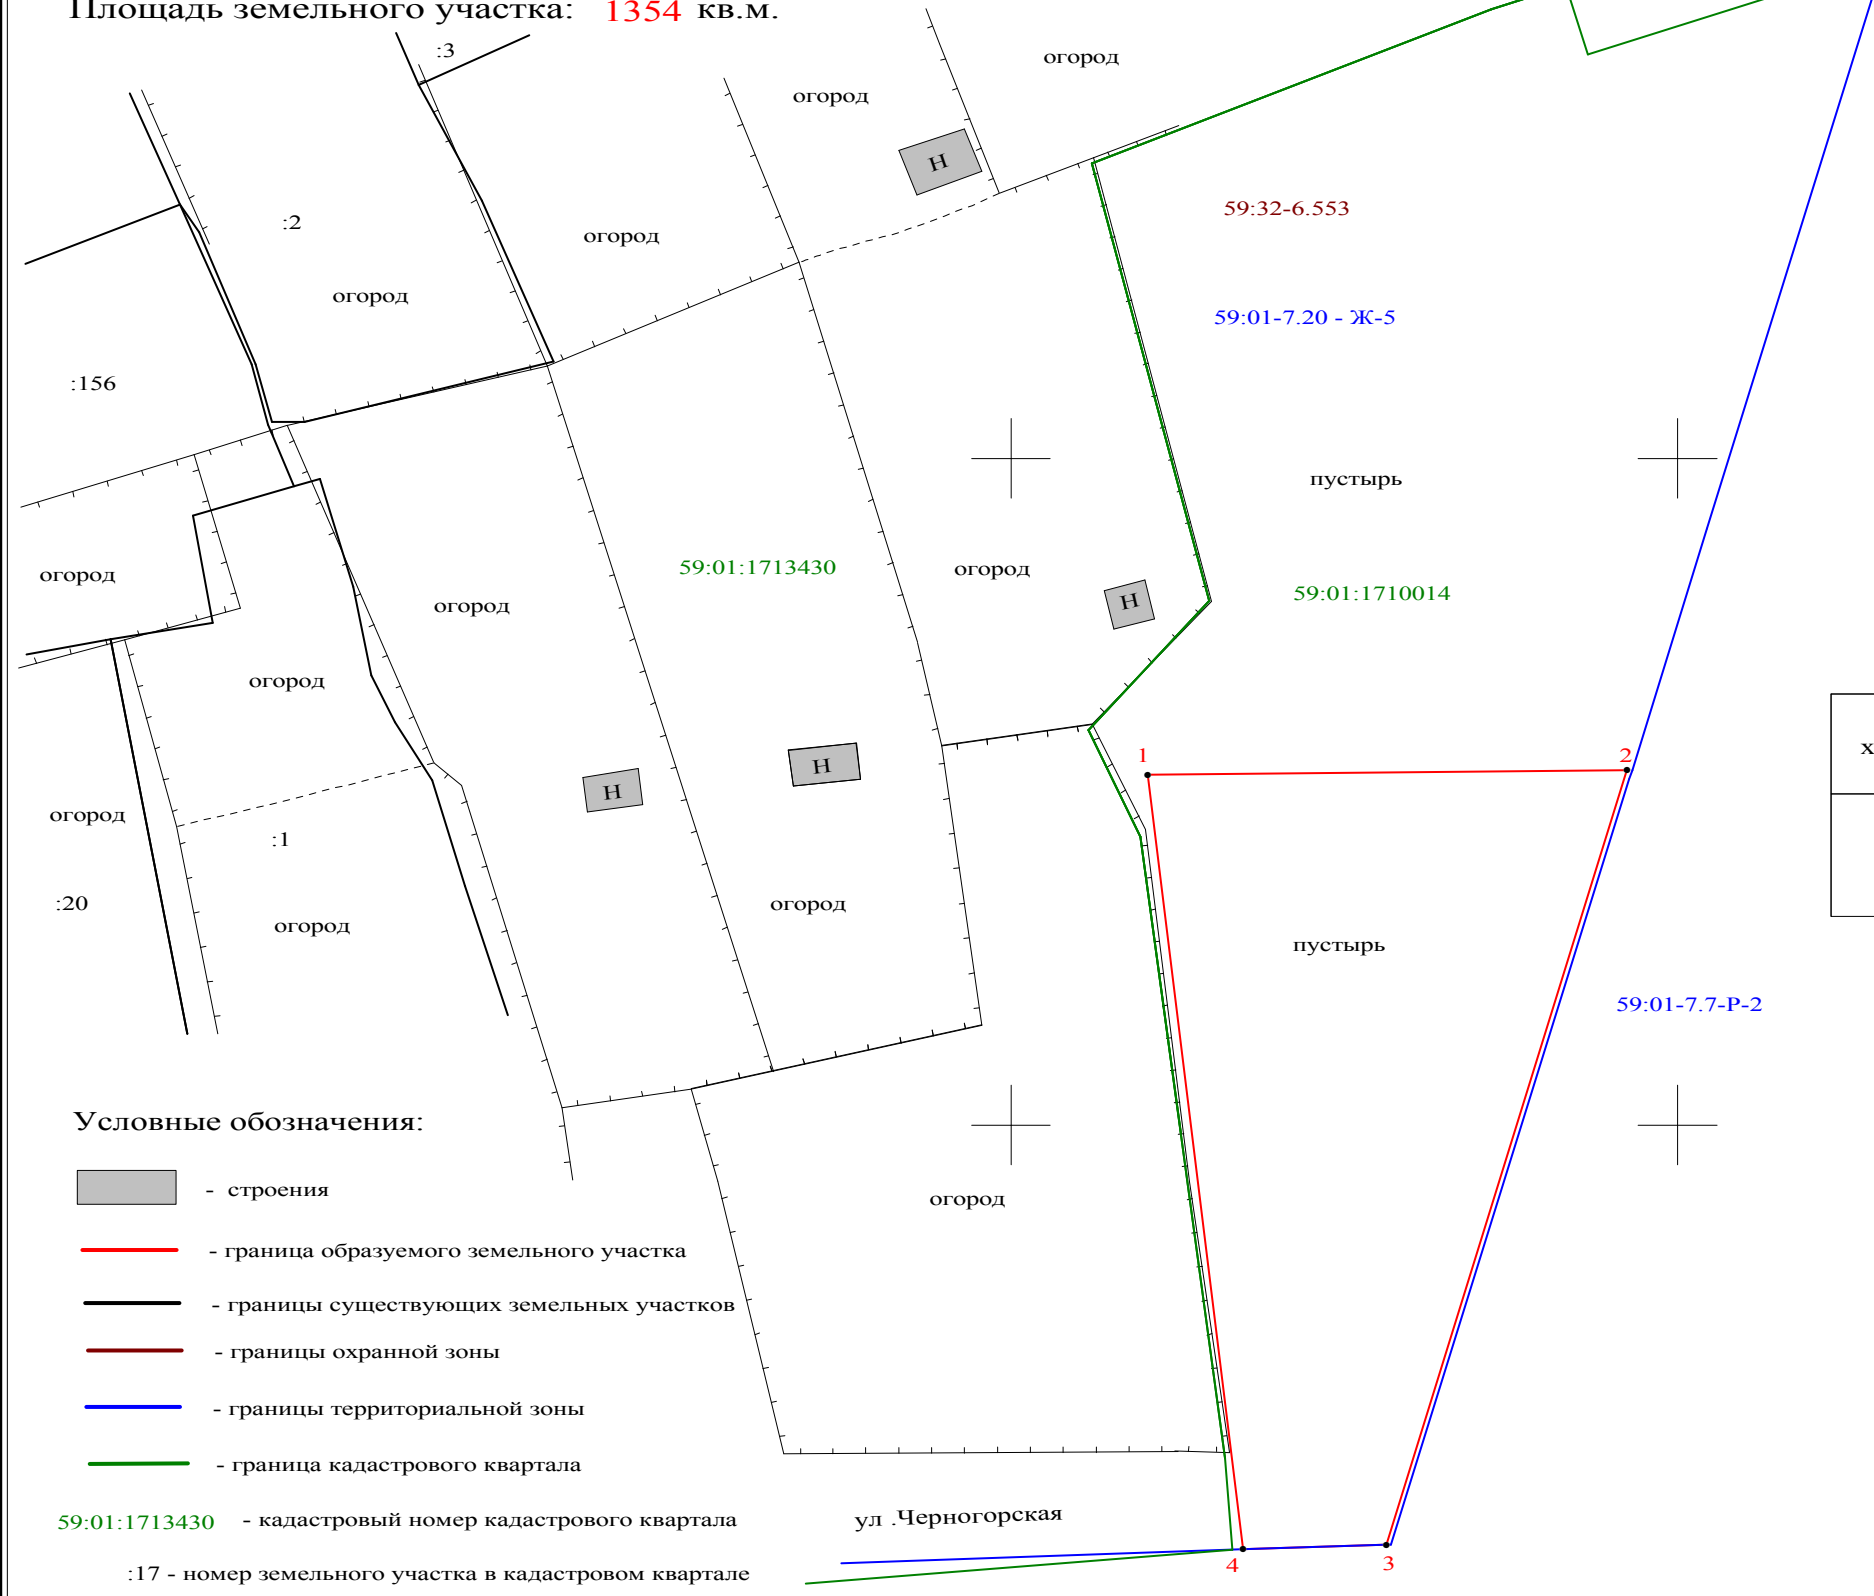 Площадь земельного участка: 1354 кв.м.
:3
огород
огород
Н
59:32-6.553
:2
огород
огород
59:01-7.20 - Ж-5
:156
пустырь
огород
59:01:1713430
огород
59:01:1710014
огород
Н
огород
1
2
х
Н
Н
огород
:1
:20
огород
огород
пустырь
59:01-7.7-Р-2
Условные обозначения:
- строения
огород
- граница образуемого земельного участка
- границы существующих земельных участков
- границы охранной зоны
- границы территориальной зоны
- граница кадастрового квартала
59:01:1713430 - кадастровый номер кадастрового квартала
ул .Черногорская
4
3
:17 - номер земельного участка в кадастровом квартале